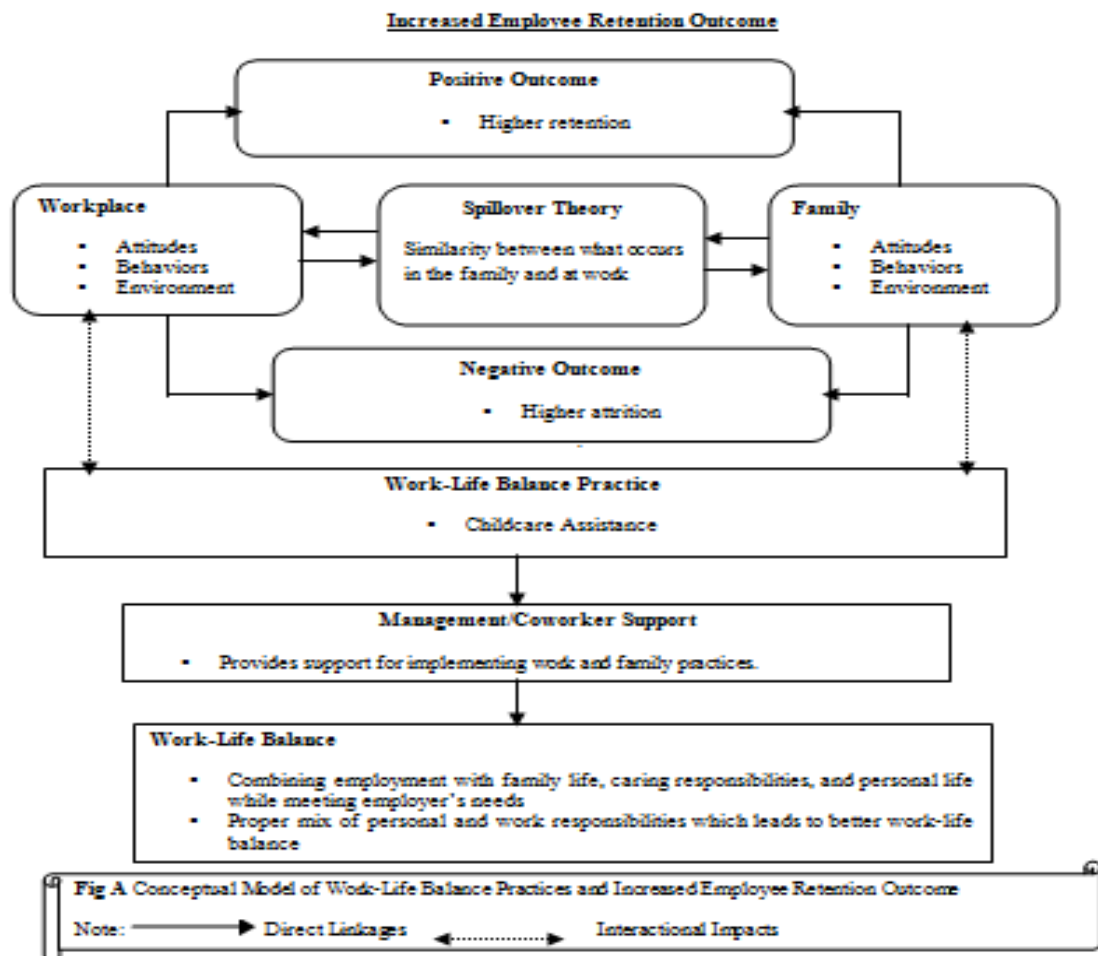 Increased Employee Retention Outcome
Positive Outcome
▪ Higher retention
Workplace
▪ Attitudes
▪ Behaviors
▪ Environment
Spillover Theory
Similarity between what occurs
in the family and at work
Family
▪ Attitudes
▪ Behaviors
▪ Environment
Negative Outcome
▪ Higher attrition
Work-Life Balance Practice
▪ Childcare Assistance
Management/Coworker Support
▪ Provides support for implementing work and family practices.
Work-Life Balance
▪ Combining employment with family life, caring responsibilities, and personal life
while meeting employer's needs
▪ Proper mix of personal and work responsibilities which leads to better work-life
balance
Fig A Conceptual Model of Work-Life Balance Practices and Increased Employee Retention Outcome
Note: Direct Linkages Interactional Impacts